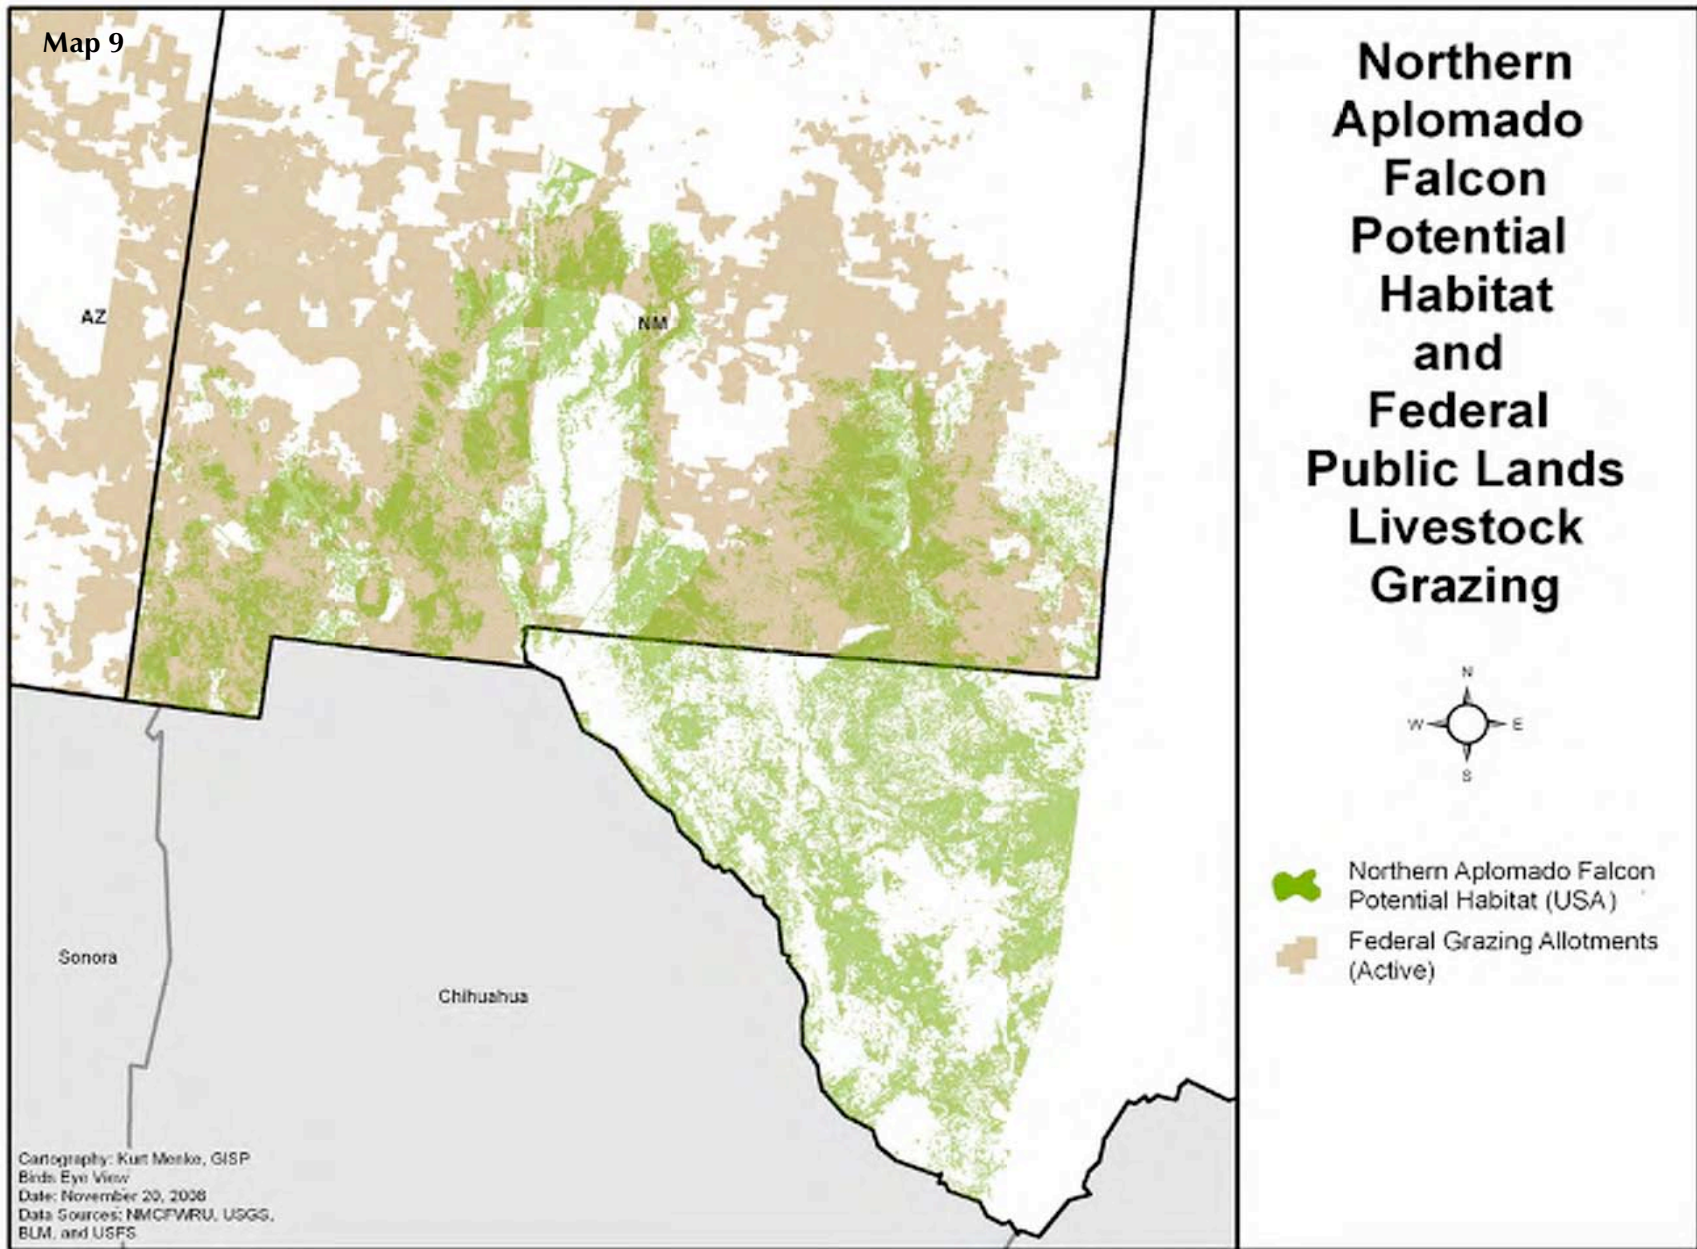 Map 9
Northern
Aplomado
Falcon
Potential
Habitat
and
Federal
Public Lands
Livestock
Grazing
AZ
NM
N
W
E
S
Northern Aplomado Falcon
Potential Habitat (USA)
Federal Grazing Allotments
(Active)
Sonora
Chihuahua
Cartography: Kurt Menke, GISP
Birds Eye View
Date: November 20, 2008
Data Sources: NMCFWRU, USGS,
BLM, and USFS